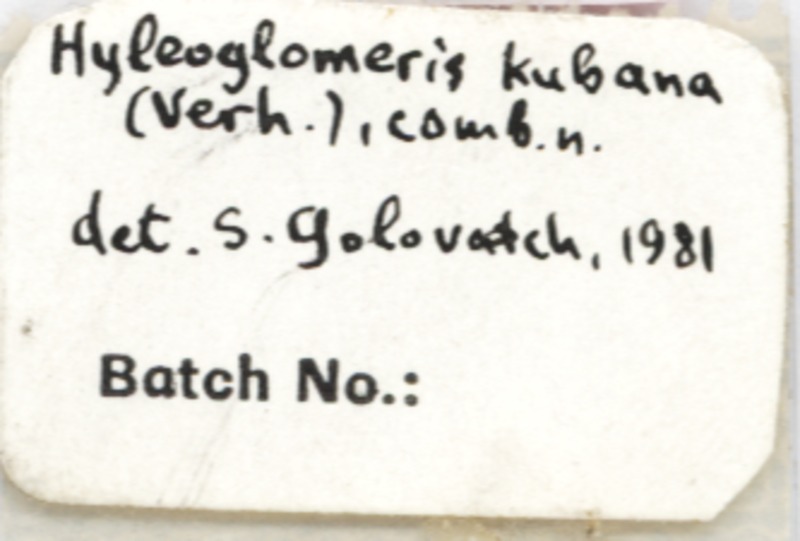 Hyleoglomeris kubana
(Verh.), comb.n.
det. S. Golovatch, 1981
Batch No.: